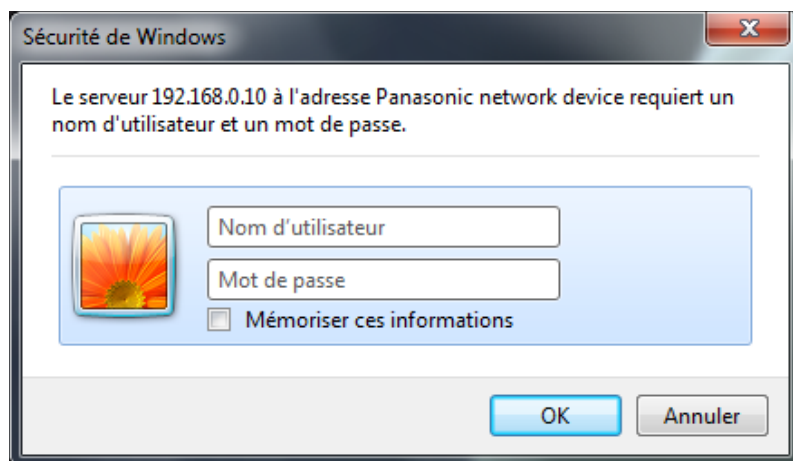 Sécurité de Windows
Le serveur 192.168.0.10 à l'adresse Panasonic network device requiert un
nom d'utilisateur et un mot de passe.
Nom d'utilisateur
Mot de passe
Mémoriser ces informations
OK
Annuler